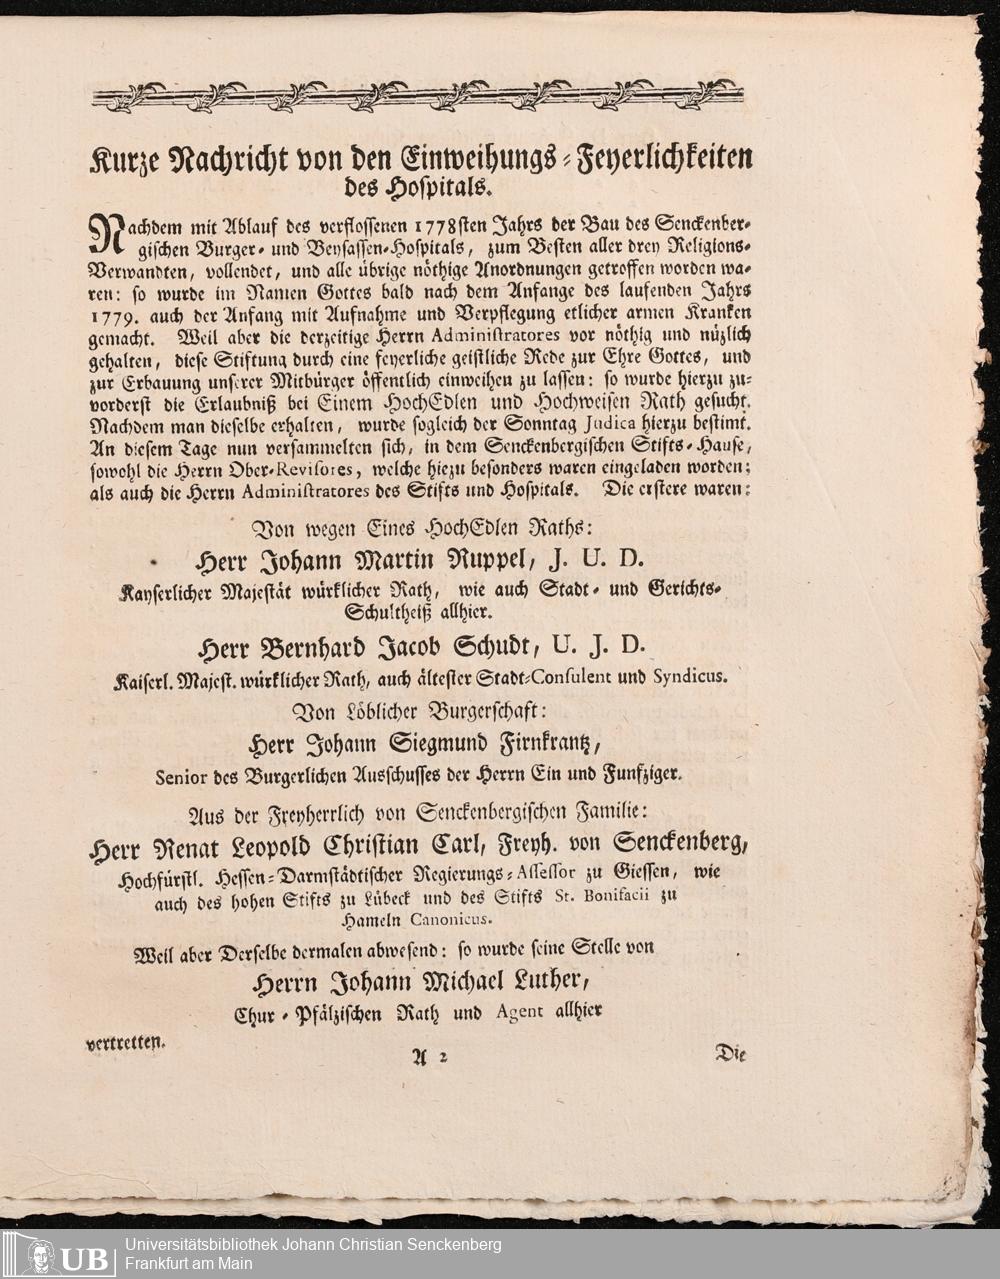 Kurze Nachricht von den Einweihungs-Feyerlichkeiten
des Hospitals.
Nachdem mit Ablauf des verflossenen 1778sten Jahrs der Bau des Senckenber-
gischen Burger- und Beysassen-Hospitals, zum Besten aller drey Religions-
Verwandten, vollendet, und alle übrige nöthige Anordnungen getroffen worden wa-
ren: so wurde im Namen Gottes bald nach dem Anfange des laufenden Jahrs
1779. auch der Anfang mit Aufnahme und Verpflegung etlicher armen Kranken
gemacht. Weil aber die derzeitige Herrn Administratores vor nöthig und nüzlich
gehalten, diese Stiftung durch eine feyerliche geistliche Rede zur Ehre Gottes, und
zur Erbauung unserer Mitbürger öffentlich einweihen zu lassen: so wurde hierzu zu-
vorderst die Erlaubniß bei Einem HochEdlen und Hochweisen Rath gesucht.
Nachdem man dieselbe erhalten, wurde sogleich der Sonntag Judica hierzu bestimt.
An diesem Tage nun versammelten sich, in dem Senckenbergischen Stifts-Hause,
sowohl die Herrn Ober-Revisores, welche hiezu besonders waren eingeladen worden;
als auch die Herrn Administratores des Stifts und Hospitals. Die erstere waren:
Von wegen Eines HochEdlen Raths:
Herr Johann Martin Ruppel, J. U. D.
Kayserlicher Majestät würklicher Rath, wie auch Stadt- und Gerichts-
Schultheiß allhier.
Herr Bernhard Jacob Schudt, U. J. D.
Kaiserl. Majest. würklicher Rath, auch ältester Stadt-Consulent und Syndicus.
Von Löblicher Burgerschaft:
Herr Johann Siegmund Firnkrantz,
Senior des Burgerlichen Ausschusses der Herrn Ein und Funfziger.
Aus der Freyherrlich von Senckenbergischen Familie:
Herr Renat Leopold Christian Carl, Freyh. von Senckenberg,
Hochfürstl. Hessen-Darmstädtischer Regierungs-Assessor zu Giessen, wie
auch des hohen Stifts zu Lübeck und des Stifts St. Bonifacii zu
Hameln Canonicus.
Weil aber Derselbe dermalen abwesend: so wurde seine Stelle von
Herrn Johann Michael Luther,
Chur-Pfälzischen Rath und Agent allhier
vertretten.
A 2 Die
UB Universitätsbibliothek Johann Christian Senckenberg
Frankfurt am Main